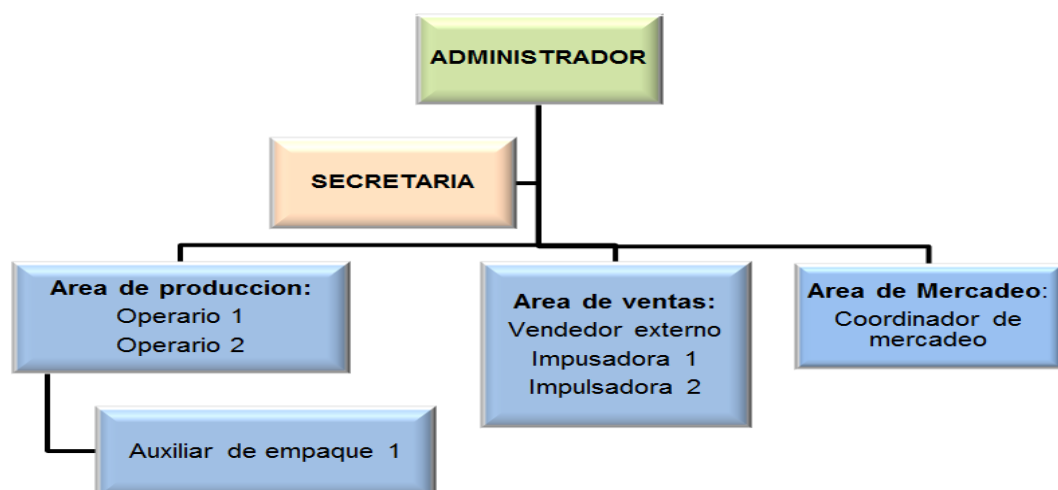 ADMINISTRADOR
SECRETARIA
Area de produccion:
Operario 1
Operario 2
Auxiliar de empaque 1
Area de ventas:
Vendedor externo
Impusadora 1
Impulsadora 2
Area de Mercadeo:
Coordinador de
mercadeo